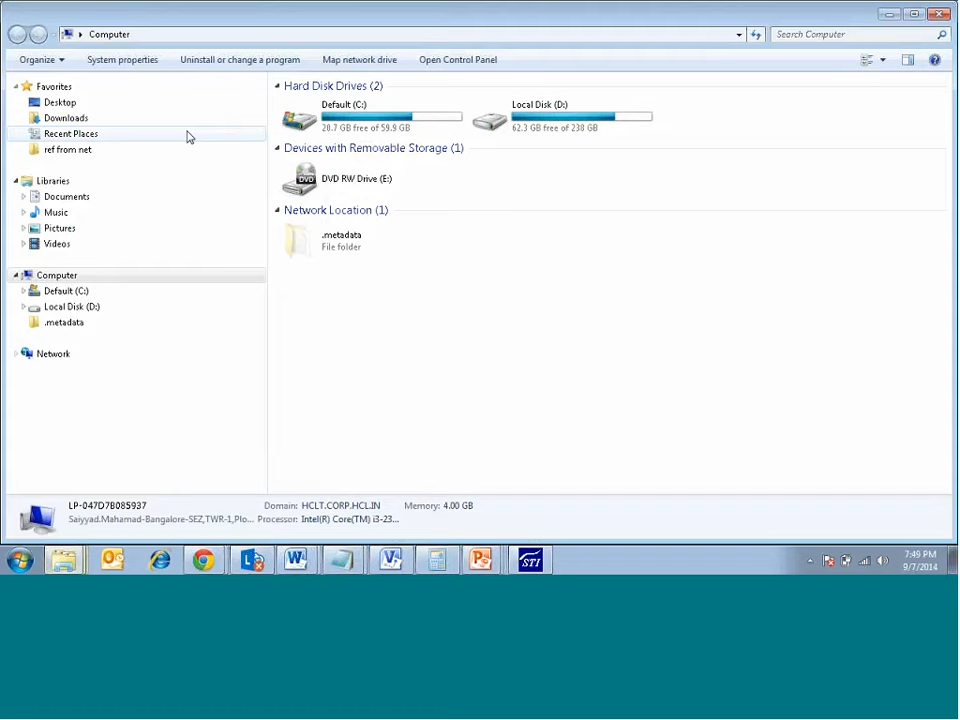 Computer
Search Computer
Organize
System properties
Uninstall or change a program
Map network drive
Open Control Panel
Favorites
Desktop
Downloads
Recent Places
ref from net
Libraries
Documents
Music
Pictures
Videos
Computer
Default (C:)
Local Disk (D:)
.metadata
Network
Hard Disk Drives (2)
Default (C:)
20.7 GB free of 59.9 GB
Local Disk (D:)
62.3 GB free of 238 GB
Devices with Removable Storage (1)
DVD
DVD RW Drive (E:)
Network Location (1)
.metadata
File folder
LP-047D7B085937
Domain: HCLT.CORP.HCL.IN
Memory: 4.00 GB
Saiyyad.Mahamad-Bangalore-SEZ,TWR-1,Plo...
Processor: Intel(R) Core(TM) i3-23...
STI
7:49 PM
9/7/2014